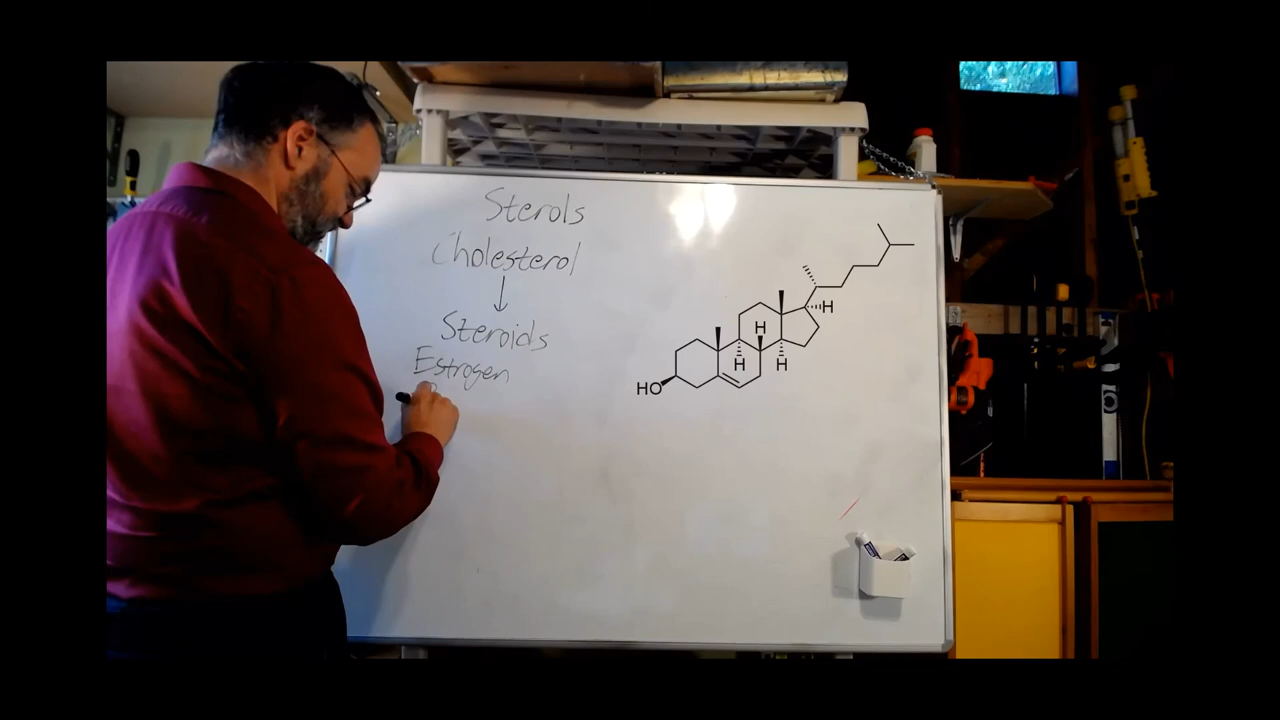 Sterols
Cholesterol
↓
Steroids
Estrogen
H
H
H
H
HO